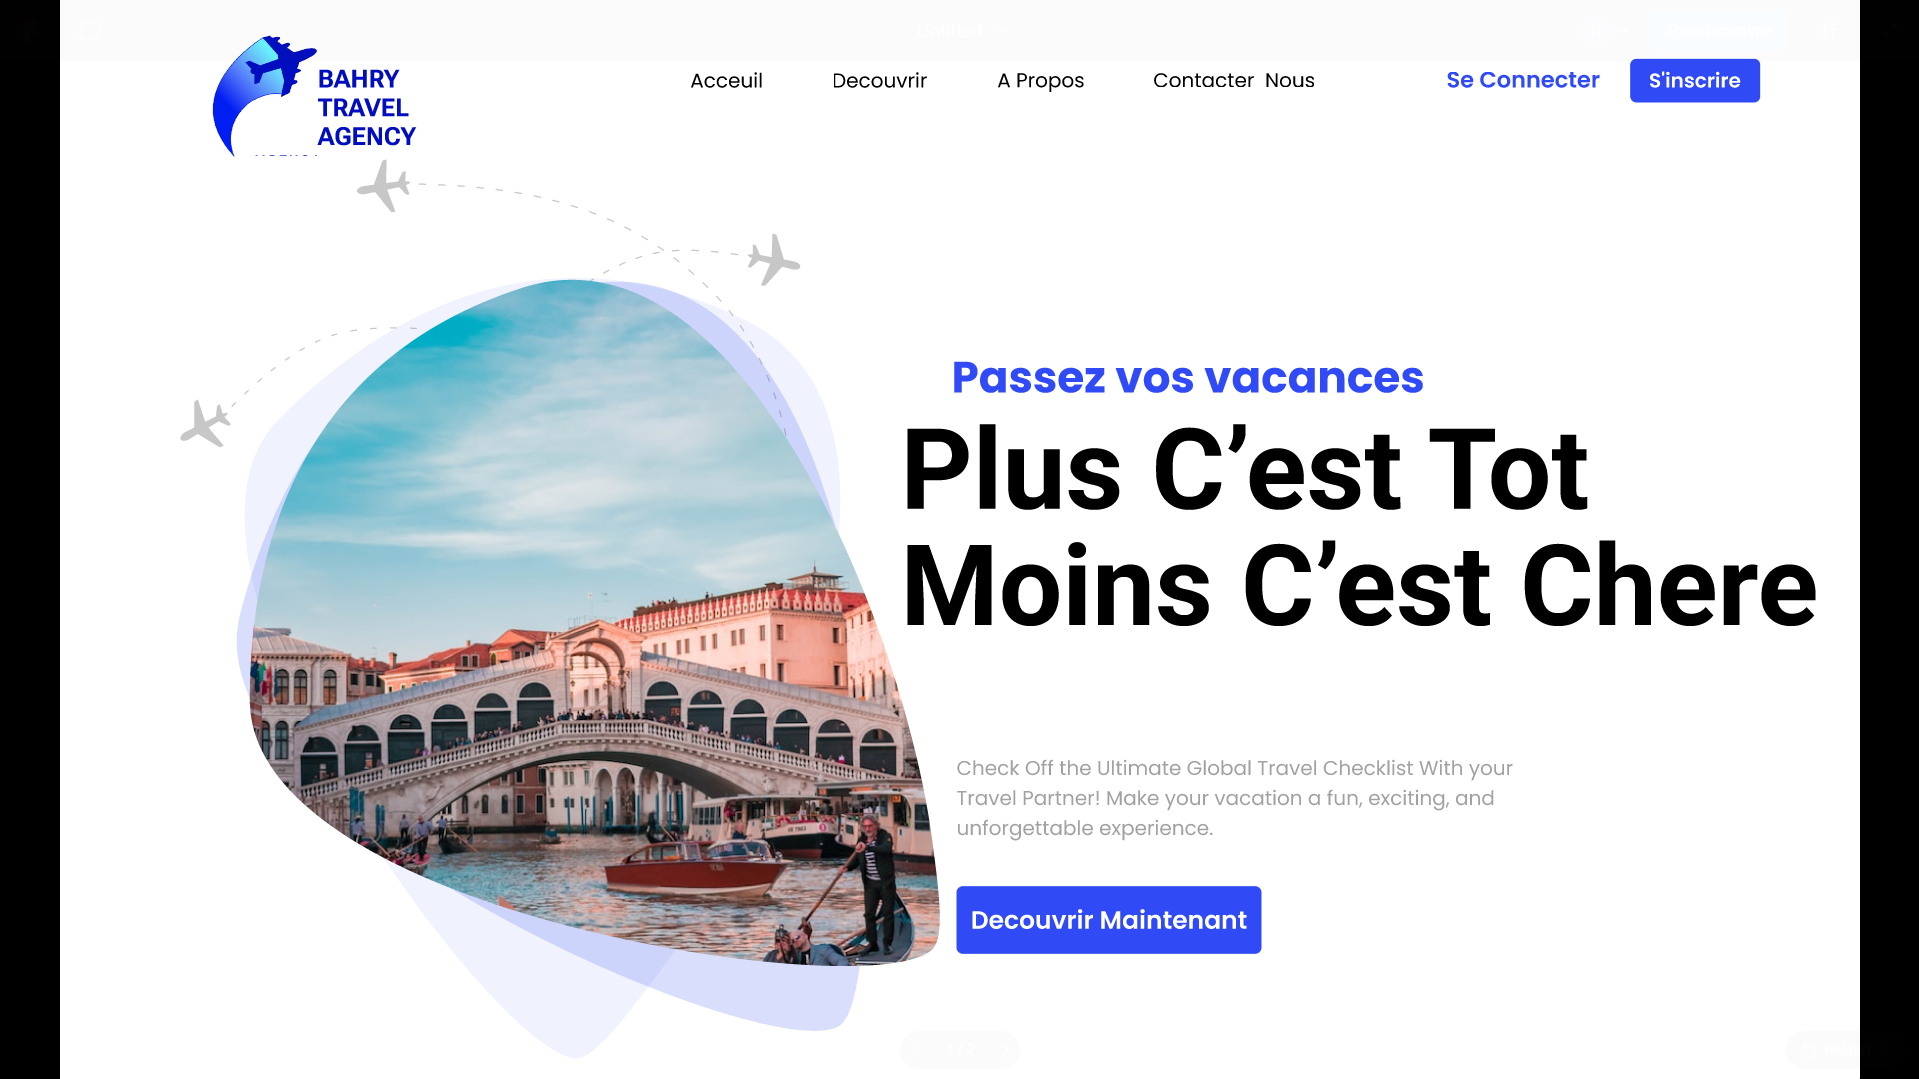 Untitled
BAHRY
TRAVEL
AGENCY
Acceuil
Decouvrir
A Propos
Contacter Nous
Se Connecter
S'inscrire
Passez vos vacances
Plus C’est Tot
Moins C’est Chere
Check Off the Ultimate Global Travel Checklist With your
Travel Partner! Make your vacation a fun, exciting, and
unforgettable experience.
Decouvrir Maintenant